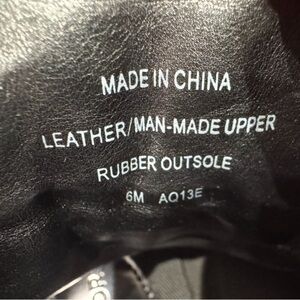 MADE IN CHINA
LEATHER/MAN-MADE UPPER
RUBBER OUTSOLE
6M AQ13E